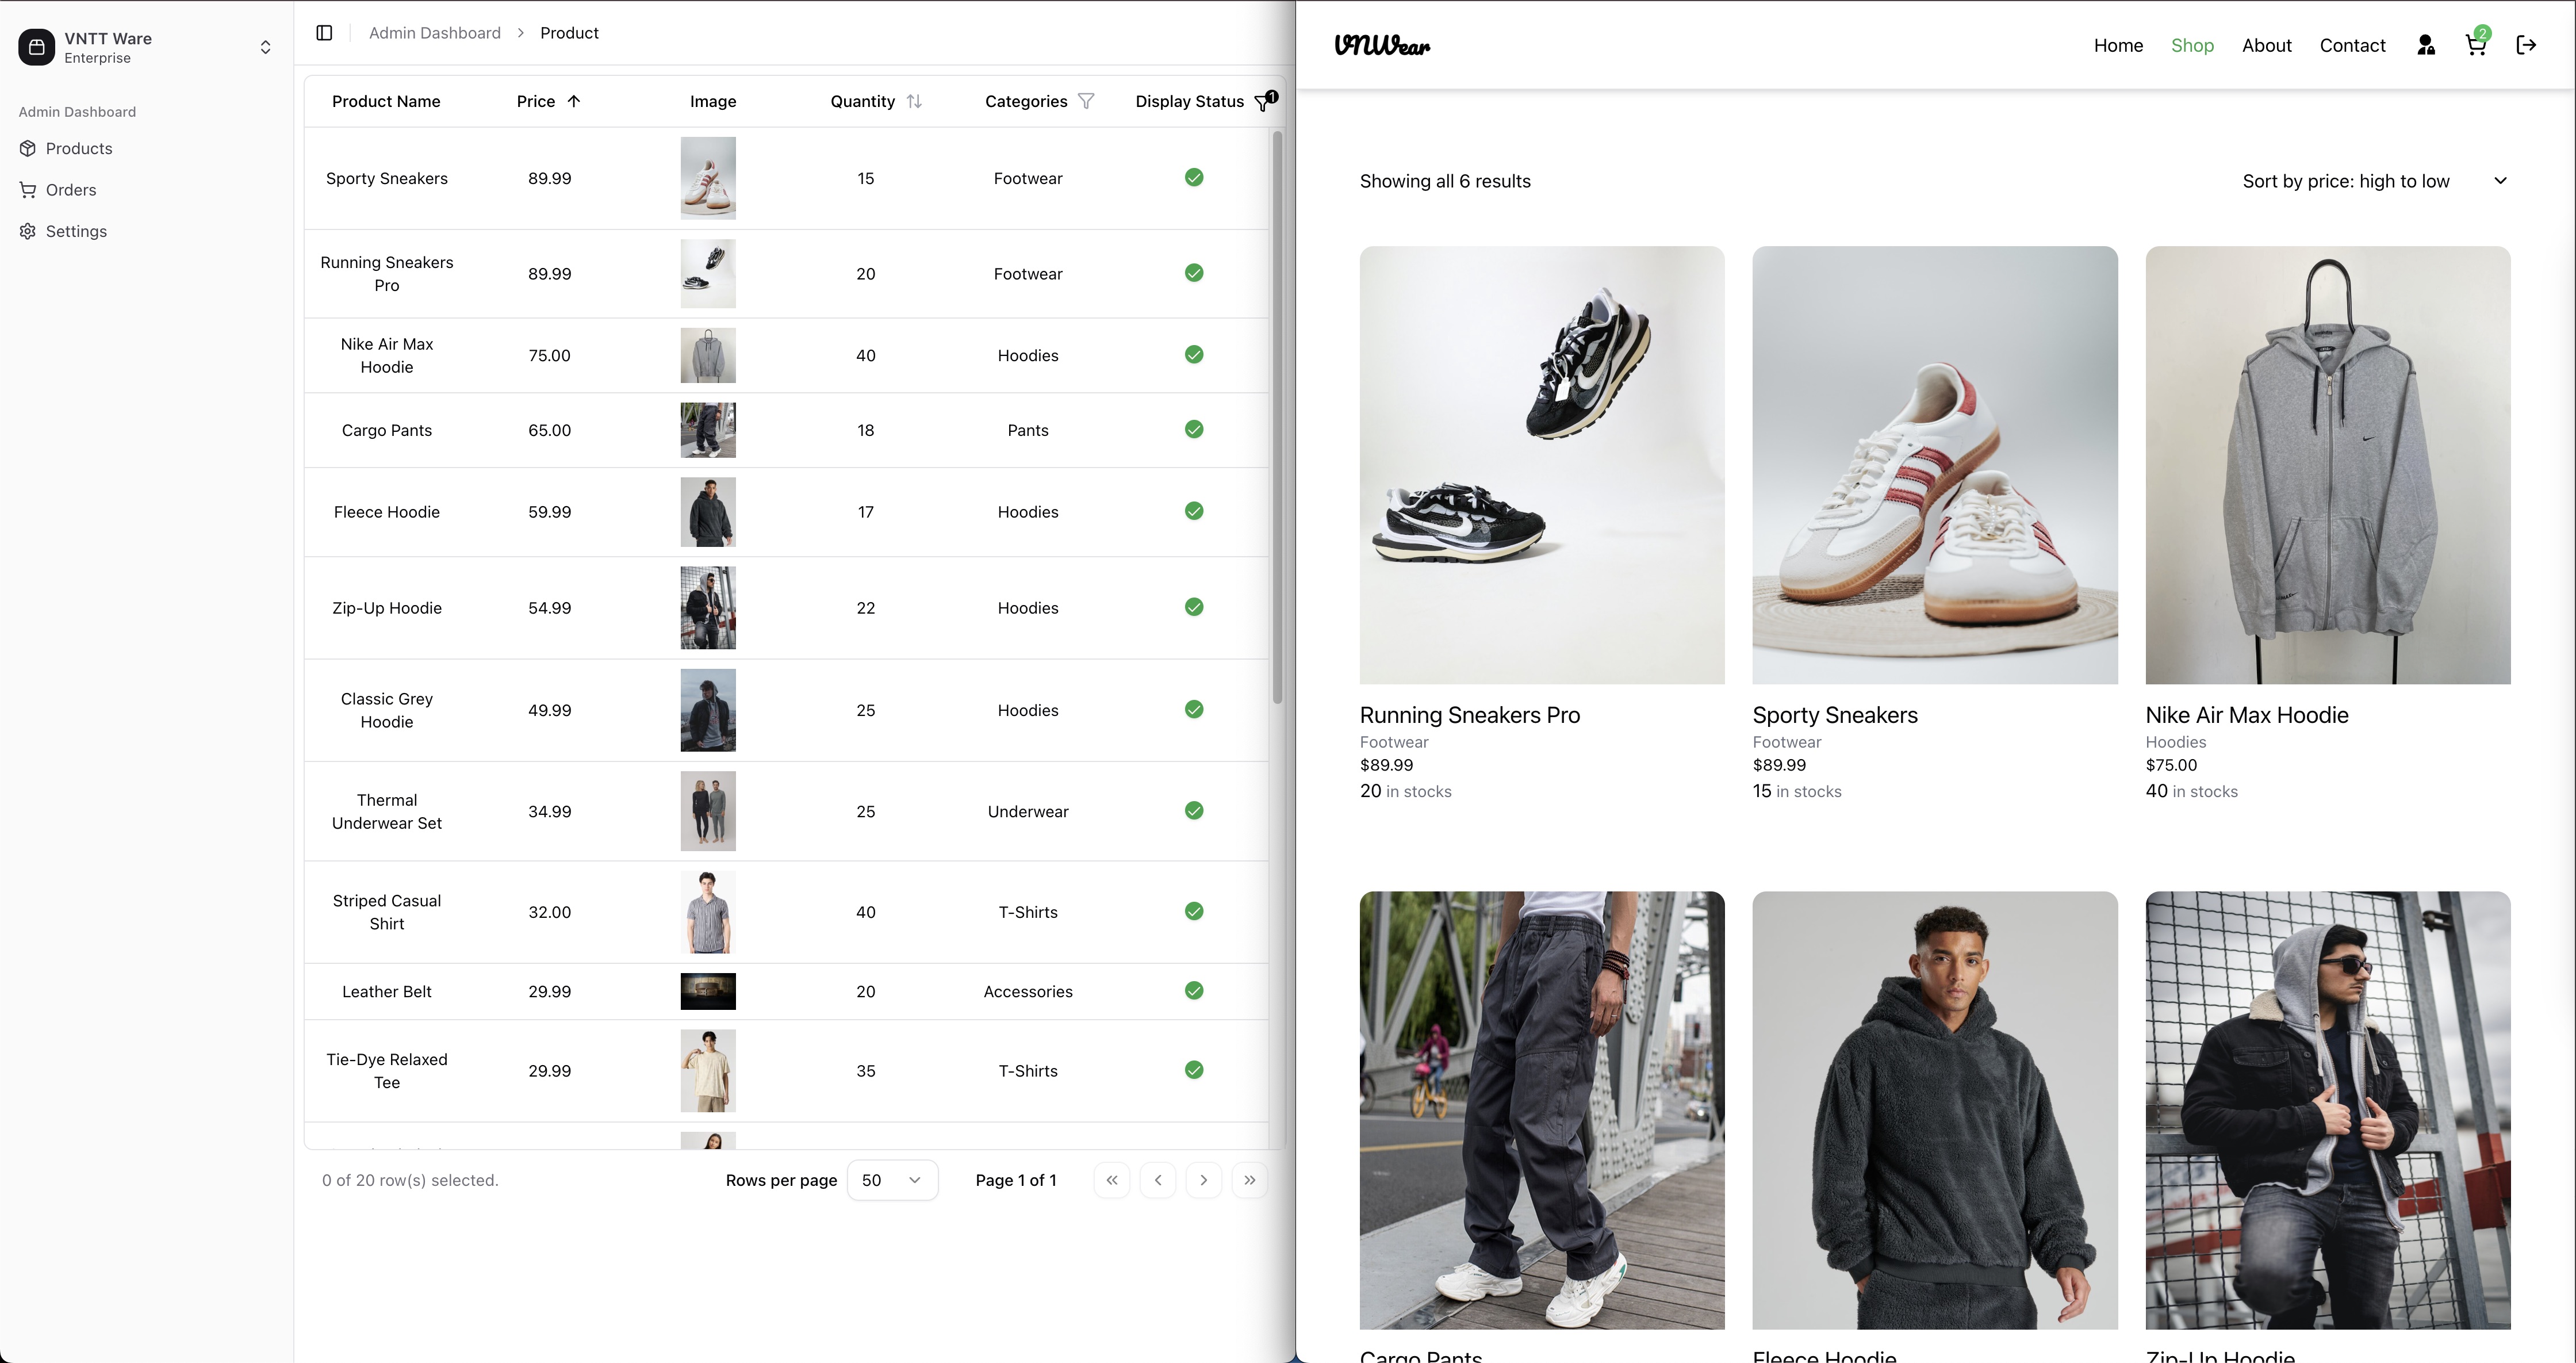 VNTT Ware
Enterprise
Admin Dashboard
Products
Orders
Settings
Admin Dashboard > Product
Product Name Price Image Quantity Categories Display Status 1
Sporty Sneakers 89.99 15 Footwear
Running Sneakers
Pro 89.99 20 Footwear
Nike Air Max
Hoodie 75.00 40 Hoodies
Cargo Pants 65.00 18 Pants
Fleece Hoodie 59.99 17 Hoodies
Zip-Up Hoodie 54.99 22 Hoodies
Classic Grey
Hoodie 49.99 25 Hoodies
Thermal
Underwear Set 34.99 25 Underwear
Striped Casual
Shirt 32.00 40 T-Shirts
Leather Belt 29.99 20 Accessories
Tie-Dye Relaxed
Tee 29.99 35 T-Shirts
0 of 20 row(s) selected.
Rows per page 50 Page 1 of 1
VNWear
Home Shop About Contact 2
Showing all 6 results
Sort by price: high to low
Running Sneakers Pro
Footwear
$89.99
20 in stocks
Sporty Sneakers
Footwear
$89.99
15 in stocks
Nike Air Max Hoodie
Hoodies
$75.00
40 in stocks
Cargo Pants
Fleece Hoodie
Zip-Up Hoodie